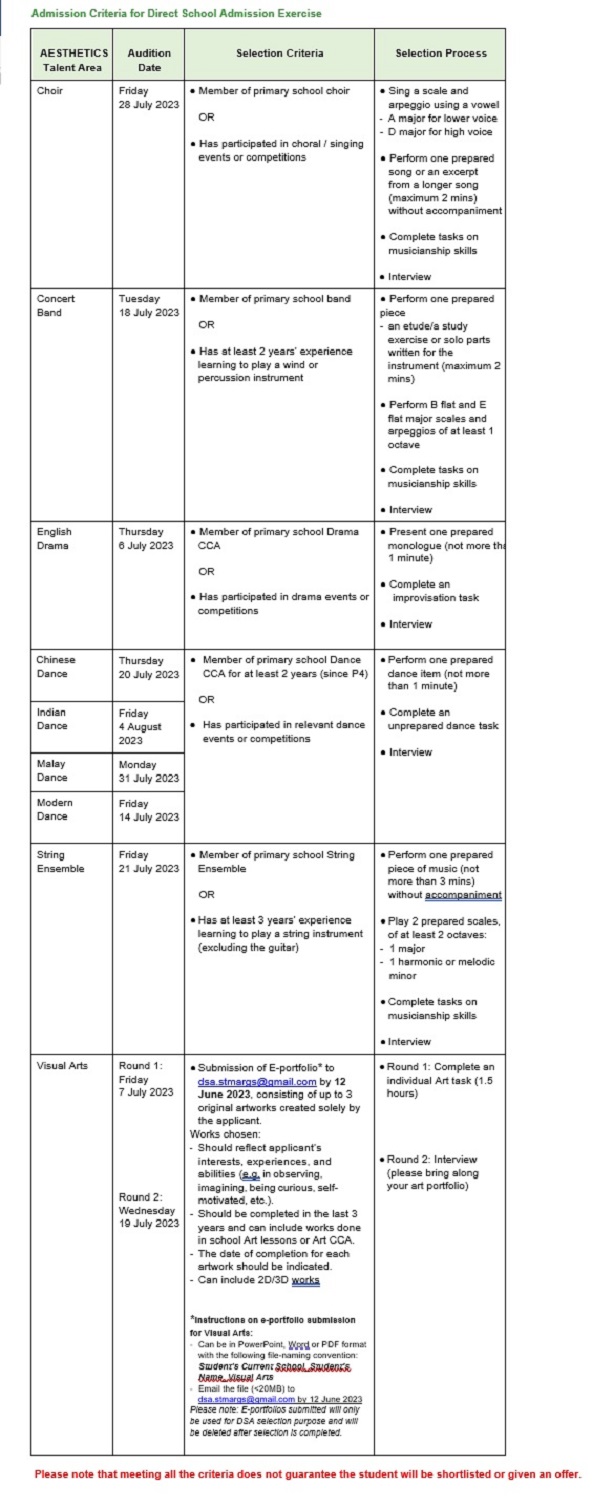 Admission Criteria for Direct School Admission Exercise
AESTHETICS
Talent Area
Audition
Date
Selection Criteria
Selection Process
Choir
Friday
28 July 2023
• Member of primary school choir
OR
• Has participated in choral / singing
events or competitions
• Sing a scale and
arpeggio using a vowel
- A major for lower voice
- D major for high voice
• Perform one prepared
song or an excerpt
from a longer song
(maximum 2 mins)
without accompaniment
• Complete tasks on
musicianship skills
• Interview
Concert
Band
Tuesday
18 July 2023
• Member of primary school band
OR
• Has at least 2 years' experience
learning to play a wind or
percussion instrument
• Perform one prepared
piece
- an etude/a study
exercise or solo parts
written for the
instrument (maximum 2
mins)
• Perform B flat and E
flat major scales and
arpeggios of at least 1
octave
• Complete tasks on
musicianship skills
• Interview
English
Drama
Thursday
6 July 2023
• Member of primary school Drama
CCA
OR
• Has participated in drama events or
competitions
• Present one prepared
monologue (not more tha
1 minute)
• Complete an
improvisation task
• Interview
Chinese
Dance
Thursday
20 July 2023
Indian
Dance
Friday
4 August
2023
Malay
Dance
Monday
31 July 2023
Modern
Dance
Friday
14 July 2023
• Member of primary school Dance
CCA for at least 2 years (since P4)
OR
• Has participated in relevant dance
events or competitions
• Perform one prepared
dance item (not more
than 1 minute)
• Complete an
unprepared dance task
• Interview
String
Ensemble
Friday
21 July 2023
• Member of primary school String
Ensemble
OR
• Has at least 3 years' experience
learning to play a string instrument
(excluding the guitar)
• Perform one prepared
piece of music (not
more than 3 mins)
without accompaniment
• Play 2 prepared scales,
of at least 2 octaves:
- 1 major
- 1 harmonic or melodic
minor
• Complete tasks on
musicianship skills
• Interview
Visual Arts
Round 1:
Friday
7 July 2023
Round 2:
Wednesday
19 July 2023
• Submission of E-portfolio* to
dsa.stmargs@gmail.com by 12
June 2023, consisting of up to 3
original artworks created solely by
the applicant.
Works chosen:
- Should reflect applicant's
interests, experiences, and
abilities (e.g. in observing,
imagining, being curious, self-
motivated, etc.).
- Should be completed in the last 3
years and can include works done
in school Art lessons or Art CCA.
- The date of completion for each
artwork should be indicated.
- Can include 2D/3D works
*Instructions on e-portfolio submission
for Visual Arts:
- Can be in PowerPoint, Word or PDF format
with the following file-naming convention:
Student's Current School_Student's
Name_Visual Arts
- Email the file (<20MB) to
dsa.stmargs@gmail.com by 12 June 2023
Please note: E-portfolios submitted will only
be used for DSA selection purpose and will
be deleted after selection is completed.
• Round 1: Complete an
individual Art task (1.5
hours)
• Round 2: Interview
(please bring along
your art portfolio)
Please note that meeting all the criteria does not guarantee the student will be shortlisted or given an offer.